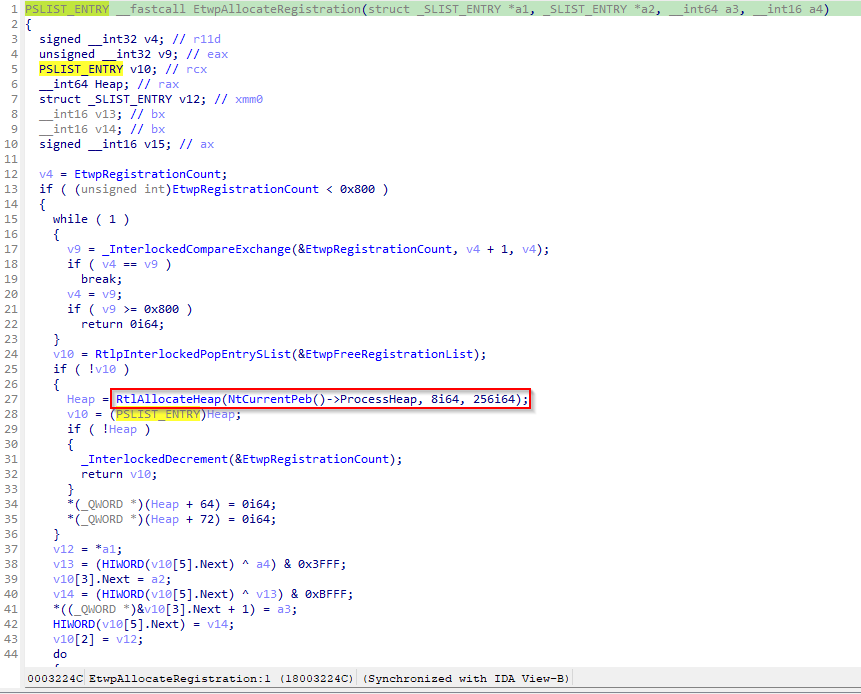 1 PSLIST_ENTRY __fastcall EtwpAllocateRegistration(struct _SLIST_ENTRY *a1, _SLIST_ENTRY *a2, __int64 a3, __int16 a4)
2 {
3 signed __int32 v4; // r11d
4 unsigned __int32 v9; // eax
5 PSLIST_ENTRY v10; // rcx
6 __int64 Heap; // rax
7 struct _SLIST_ENTRY v12; // xmm0
8 __int16 v13; // bx
9 __int16 v14; // bx
10 signed __int16 v15; // ax
11
12 v4 = EtwpRegistrationCount;
13 if ( (unsigned int)EtwpRegistrationCount < 0x800 )
14 {
15 while ( 1 )
16 {
17 v9 = _InterlockedCompareExchange(&EtwpRegistrationCount, v4 + 1, v4);
18 if ( v4 == v9 )
19 break;
20 v4 = v9;
21 if ( v9 >= 0x800 )
22 return 0i64;
23 }
24 v10 = RtlpInterlockedPopEntrySList(&EtwpFreeRegistrationList);
25 if ( !v10 )
26 {
27 Heap = RtlAllocateHeap(NtCurrentPeb()->ProcessHeap, 8i64, 256i64);
28 v10 = (PSLIST_ENTRY)Heap;
29 if ( !Heap )
30 {
31 _InterlockedDecrement(&EtwpRegistrationCount);
32 return v10;
33 }
34 *(_QWORD *)(Heap + 64) = 0i64;
35 *(_QWORD *)(Heap + 72) = 0i64;
36 }
37 v12 = *a1;
38 v13 = (HIWORD(v10[5].Next) ^ a4) & 0x3FFF;
39 v10[3].Next = a2;
40 v14 = (HIWORD(v10[5].Next) ^ v13) & 0xBFFF;
41 *((_QWORD *)&v10[3].Next + 1) = a3;
42 HIWORD(v10[5].Next) = v14;
43 v10[2] = v12;
44 do
0003224C EtwpAllocateRegistration:1 (18003224C) (Synchronized with IDA View-B)